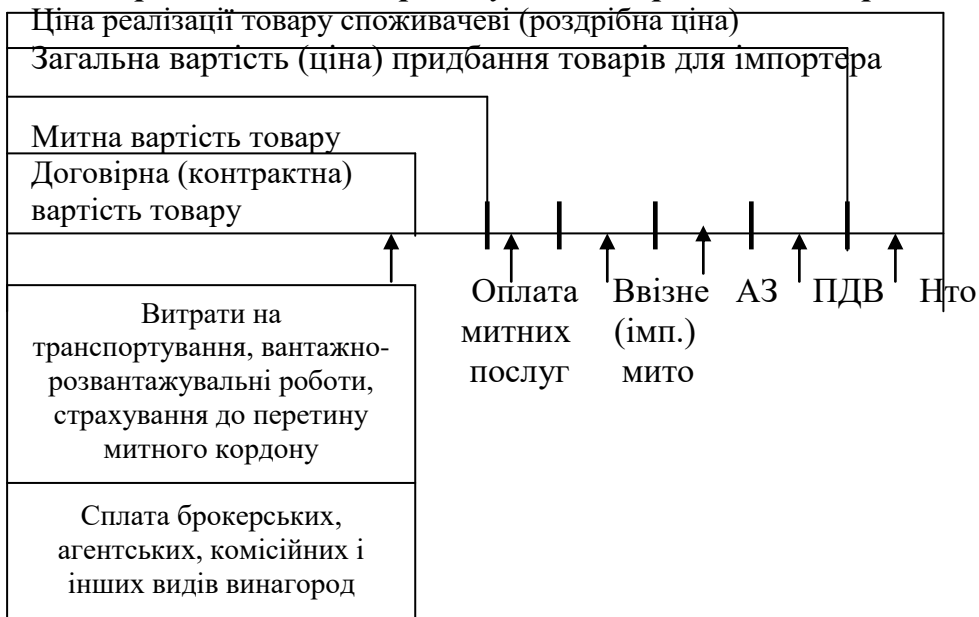 Ціна реалізації товару споживачеві (роздрібна ціна)
Загальна вартість (ціна) придбання товарів для імпортера
Митна вартість товару
Договірна (контрактна)
вартість товару
Оплата митних послуг
Ввізне (імп.) мито
АЗ
ПДВ
Нто
Витрати на
транспортування, вантажно-
розвантажувальні роботи,
страхування до перетину
митного кордону
Сплата брокерських,
агентських, комісійних і
інших видів винагород